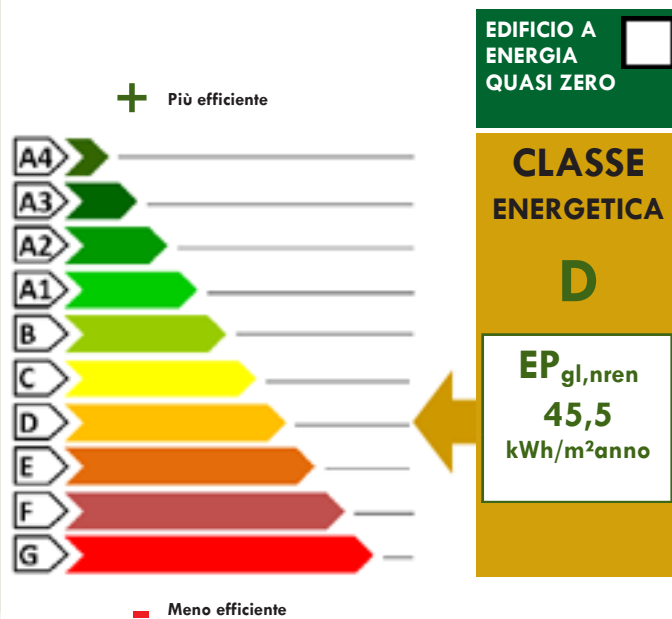 EDIFICIO A
ENERGIA
QUASI ZERO
+ Più efficiente
A4
A3
A2
A1
B
C
D
E
F
G
CLASSE
ENERGETICA
D
EPgl,nren
45,5
kWh/m²anno
- Meno efficiente